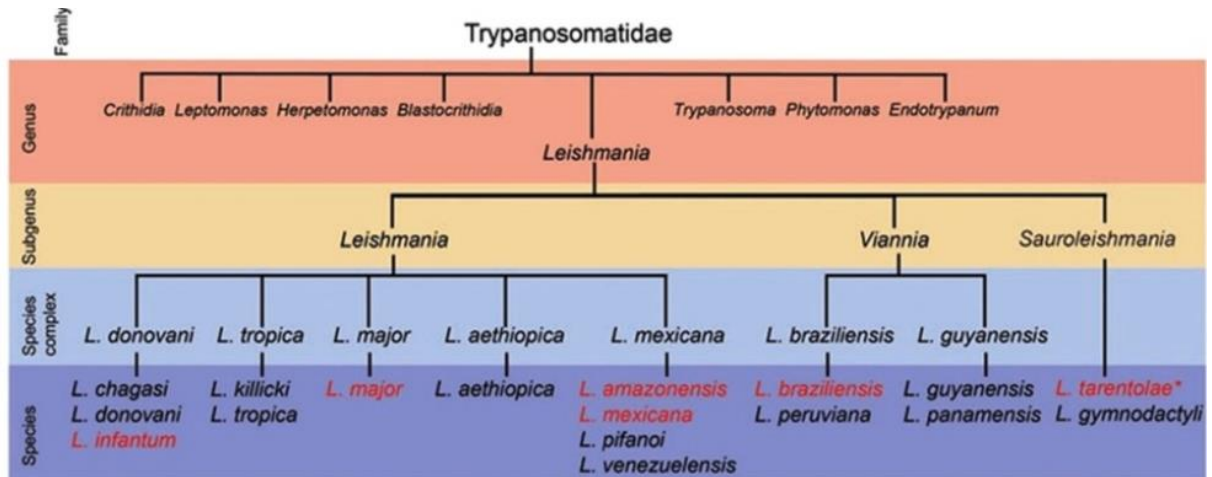 Family
Trypanosomatidae
Genus
Crithidia Leptomonas Herpetomonas Blastocrithidia Trypanosoma Phytomonas Endotrypanum
Leishmania
Subgenus
Leishmania Viannia Sauroleishmania
Species
complex
L. donovani L. tropica L. major L. aethiopica L. mexicana L. braziliensis L. guyanensis
Species
L. chagasi L. killicki L. major L. aethiopica L. amazonensis L. braziliensis L. guyanensis L. tarentolae*
L. donovani L. tropica L. mexicana L. peruviana L. panamensis L. gymnodactyli
L. infantum L. pifanoi
L. venezuelensis